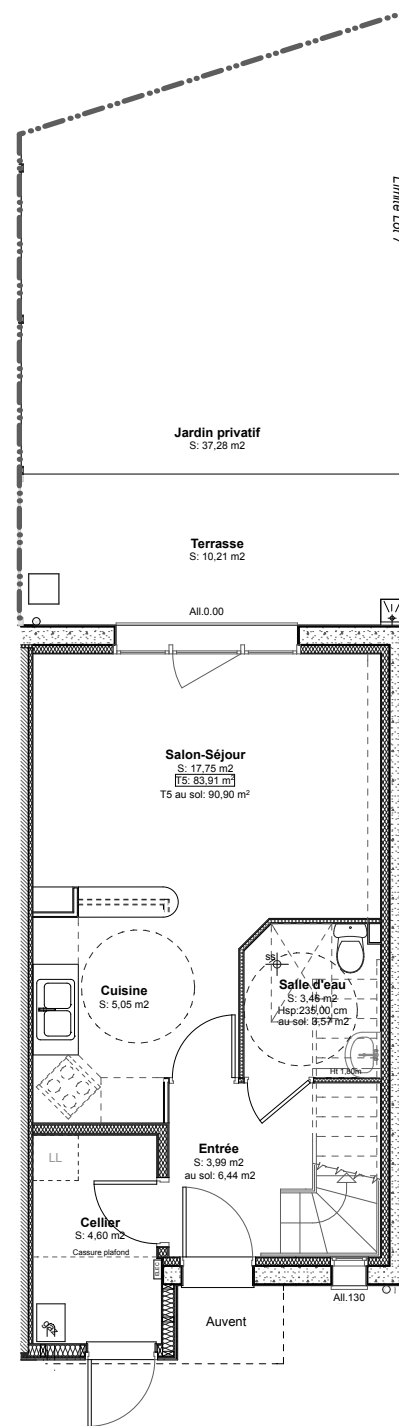 Limite Lot 7
Jardin privatif
S: 37,28 m2
Terrasse
S: 10,21 m2
All.0.00
Salon-Séjour
S: 17,75 m2
T5: 83,91 m²
T5 au sol: 90,90 m²
Cuisine
S: 5,05 m2
ssl
Salle d'eau
S: 3,46 m2
Hsp:235,00 cm
au sol: 3,57 m2
Ht 1,80m
Entrée
S: 3,99 m2
au sol: 6,44 m2
LL
Cellier
S: 4,60 m2
Cassure plafond
All.130
Auvent